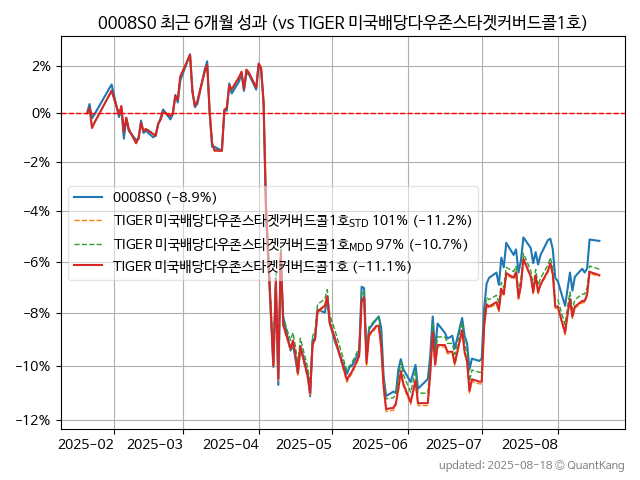 0008S0 최근 6개월 성과 (vs TIGER 미국배당다우존스타겟커버드콜1호)
2%
0%
−2%
−4%
−6%
−8%
−10%
−12%
0008S0 (−8.9%)
TIGER 미국배당다우존스타겟커버드콜1호STD 101% (−11.2%)
TIGER 미국배당다우존스타겟커버드콜1호MDD 97% (−10.7%)
TIGER 미국배당다우존스타겟커버드콜1호 (−11.1%)
2025-02 2025-03 2025-04 2025-05 2025-06 2025-07 2025-08
updated: 2025-08-18 © QuantKang